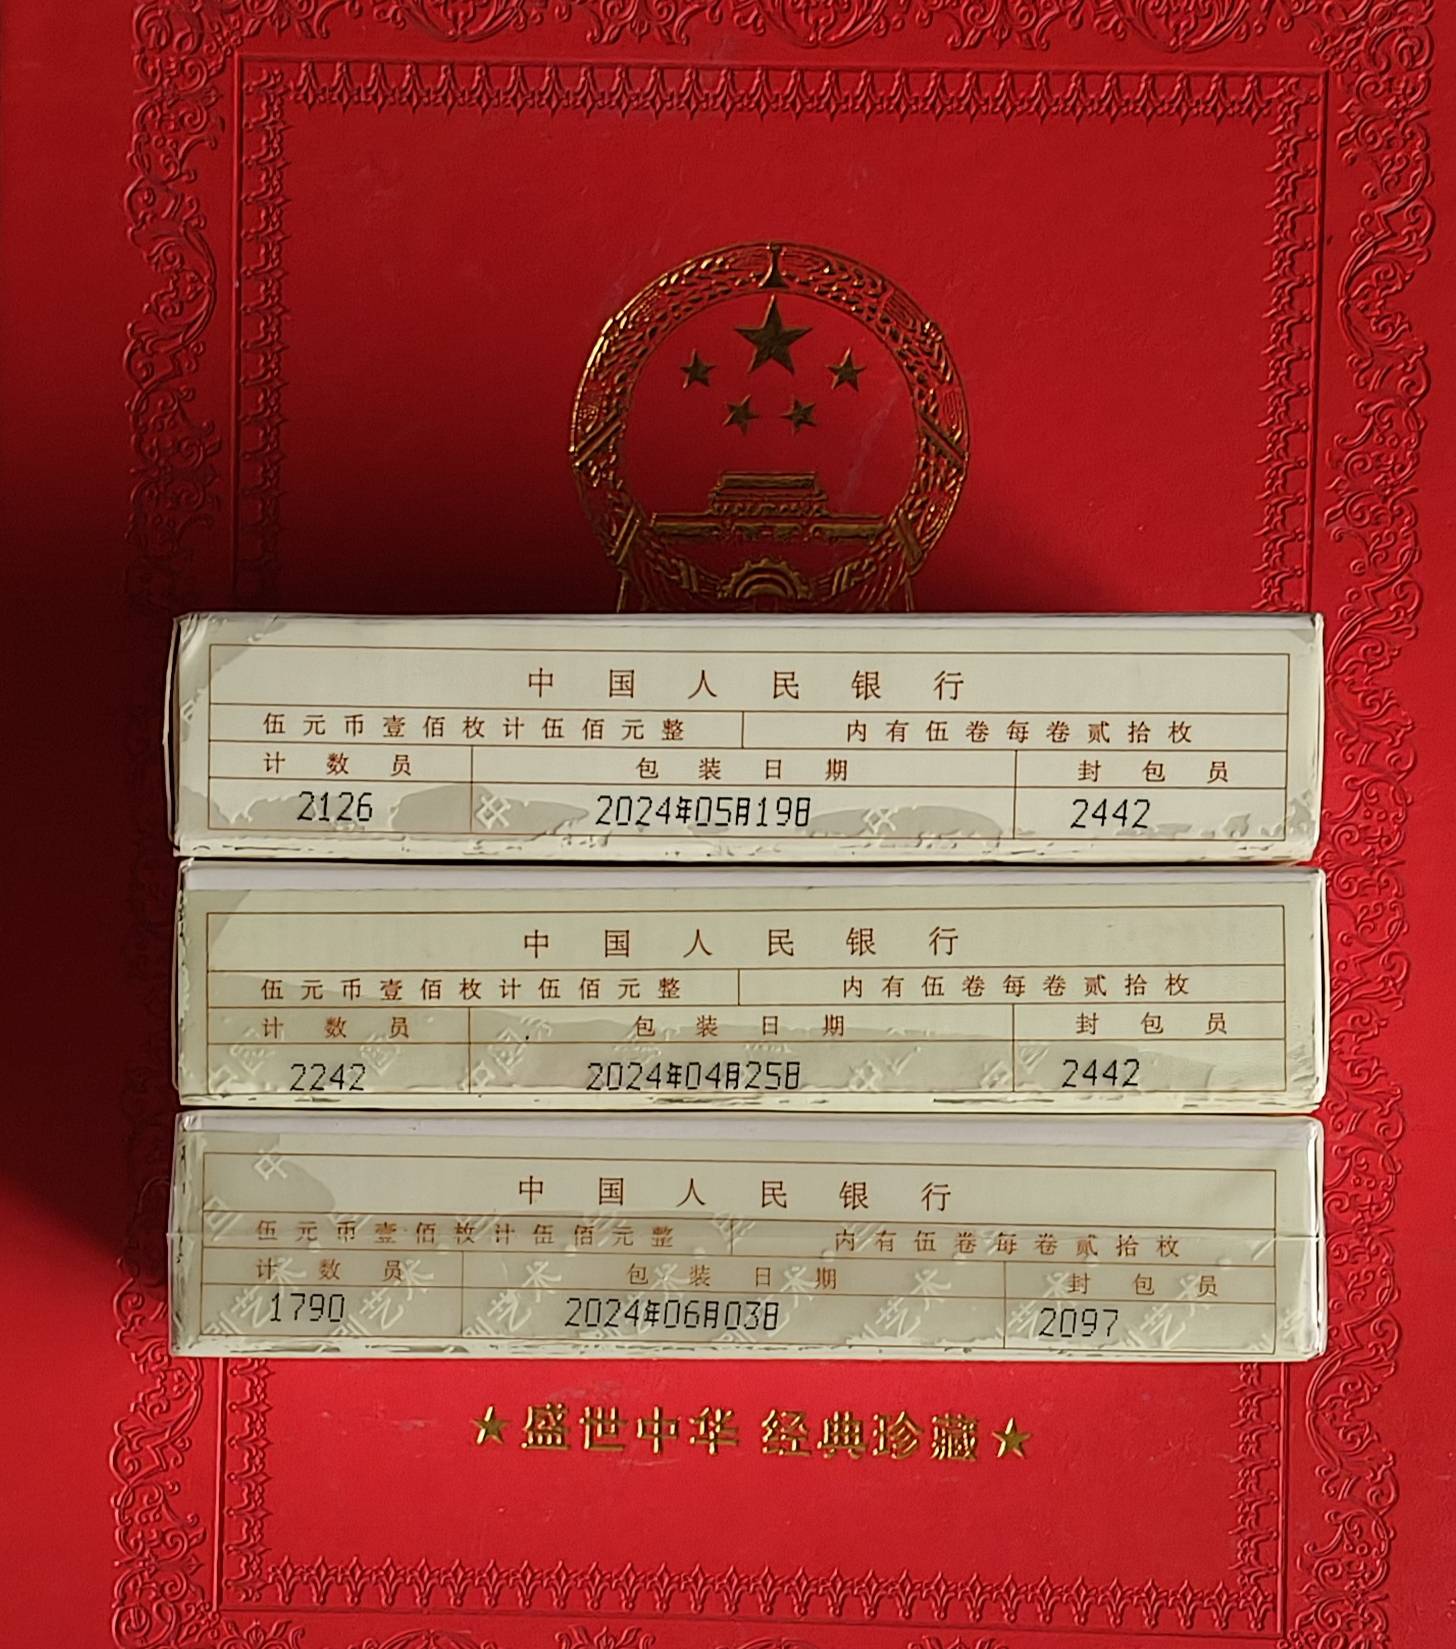 中国人民银行
伍元币壹佰枚计伍佰元整 内有伍卷每卷贰拾枚
计数员 包装日期 封包员
2126 2024年05月19日 2442
中 中
中国人民银行
伍元币壹佰枚计伍佰元整 内有伍卷每卷贰拾枚
计数员 包装日期 封包员
2242 2024年04月25日 2442
中国人民银行
伍元币壹佰枚计伍佰元整 内有伍卷每卷贰拾枚
计数员 包装日期 封包员
1790 2024年06月03日 2097
★盛世中华 经典珍藏★